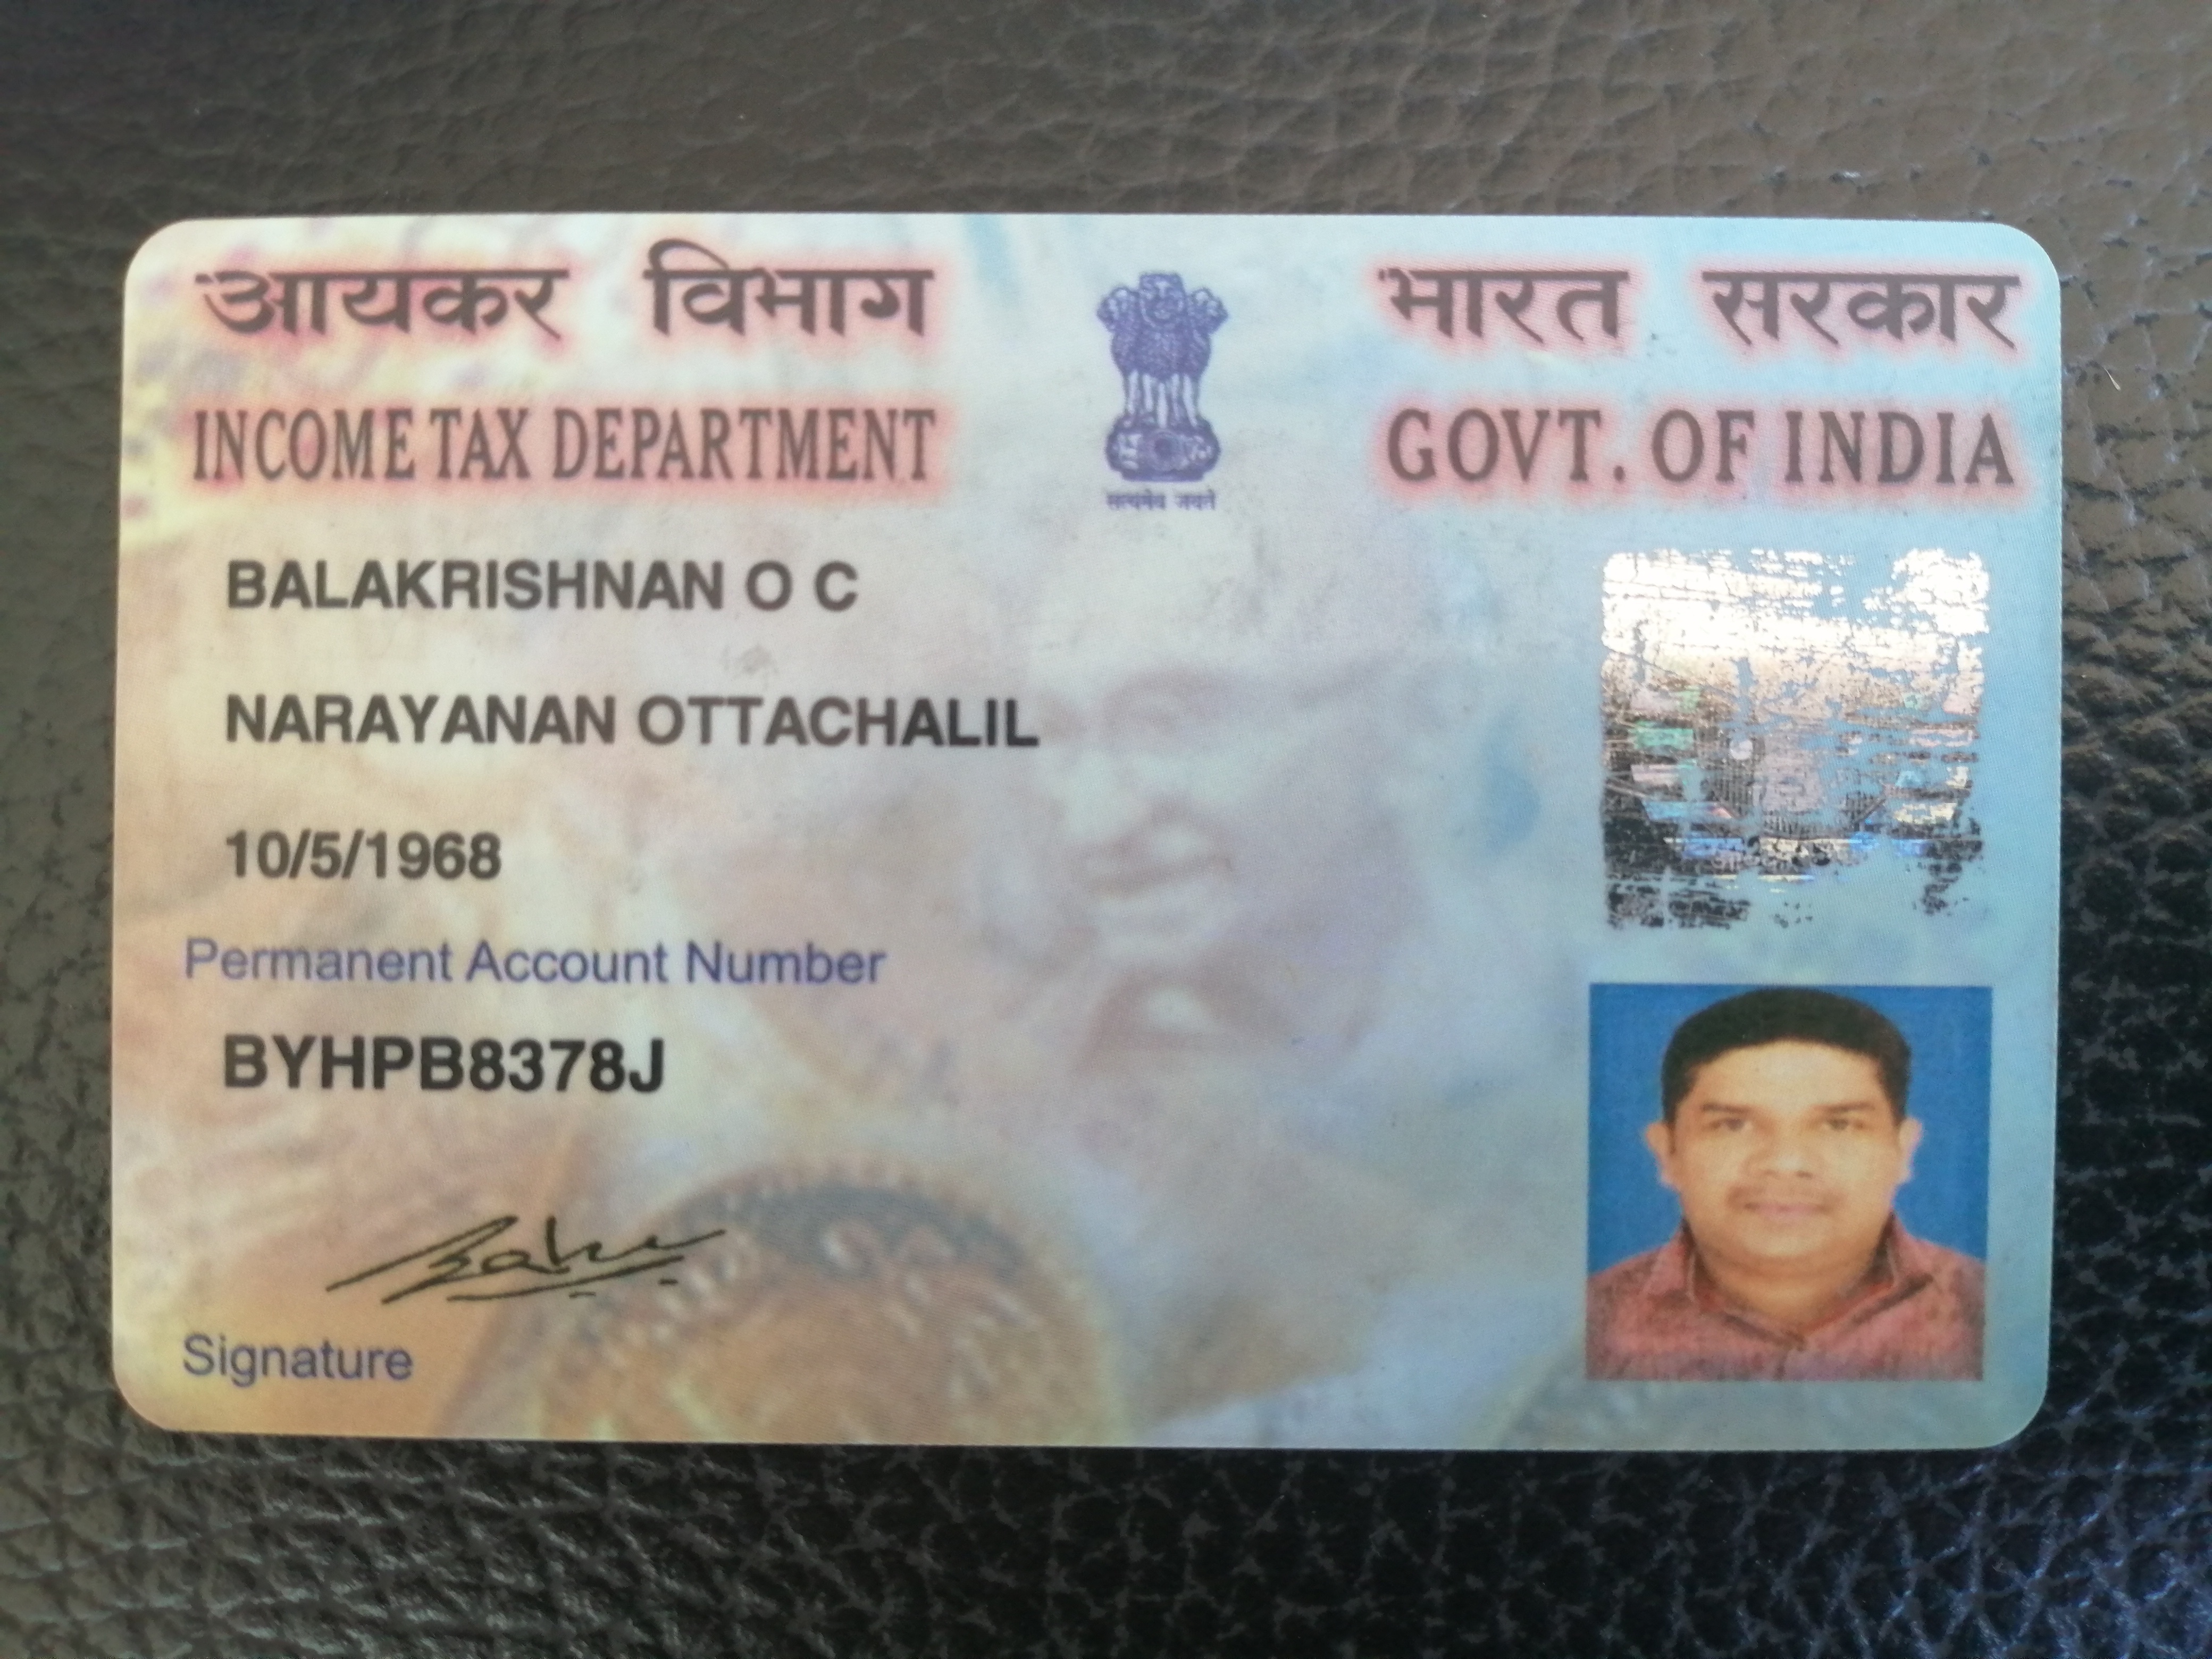 आयकर विभाग
भारत सरकार
INCOME TAX DEPARTMENT
GOVT. OF INDIA
सत्यमेव जयते
BALAKRISHNAN O C
NARAYANAN OTTACHALIL
10/5/1968
Permanent Account Number
BYHPB8378J
Signature